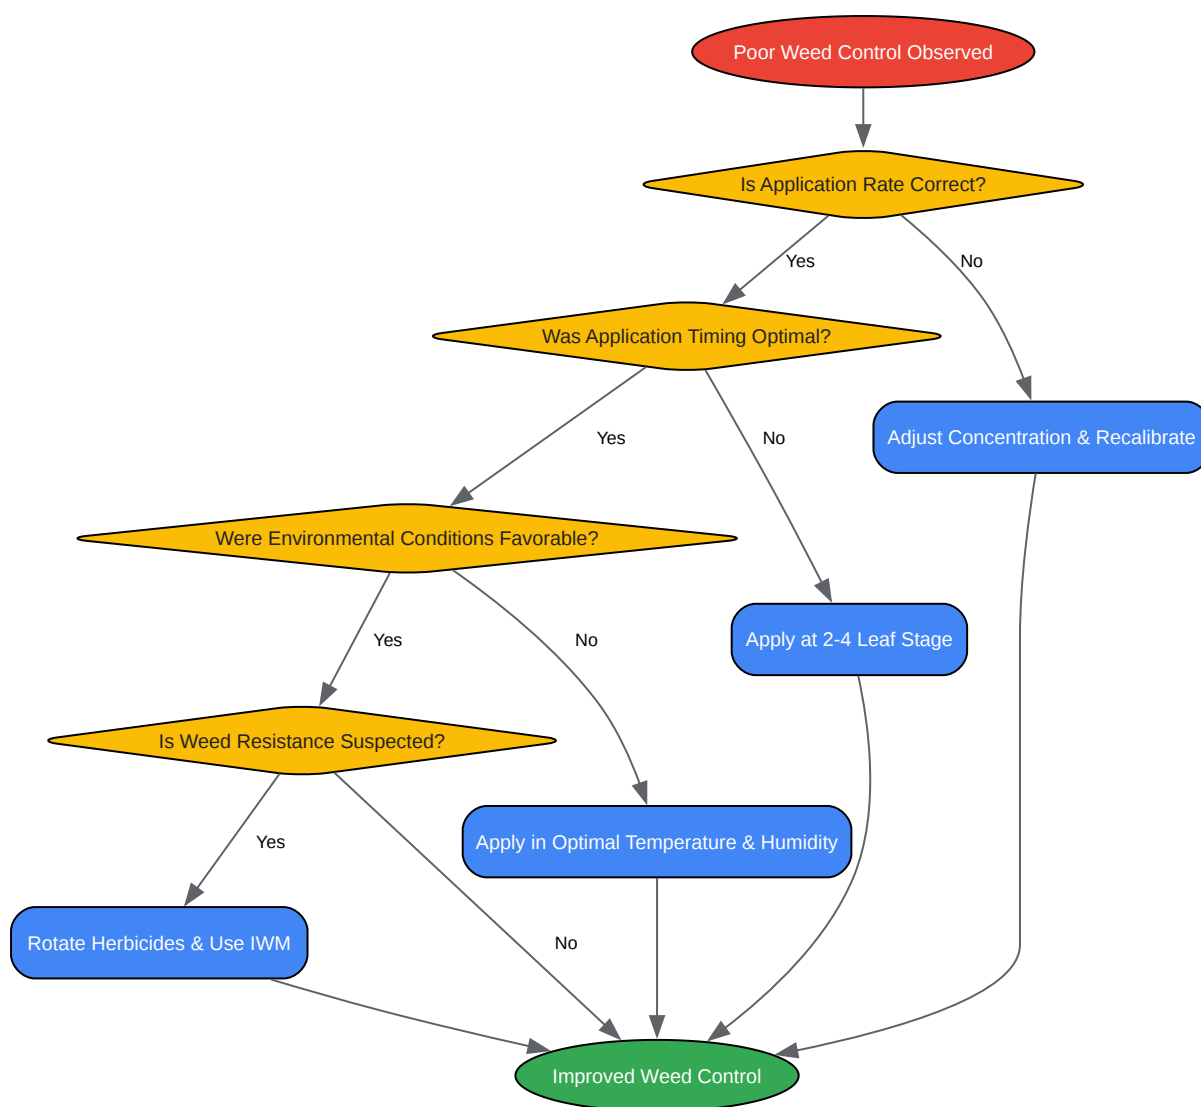 Poor Weed Control Observed
Is Application Rate Correct?
Yes
No
Was Application Timing Optimal?
Adjust Concentration & Recalibrate
Yes
No
Were Environmental Conditions Favorable?
Apply at 2-4 Leaf Stage
Yes
No
Is Weed Resistance Suspected?
Apply in Optimal Temperature & Humidity
Yes
No
Rotate Herbicides & Use IWM
Improved Weed Control